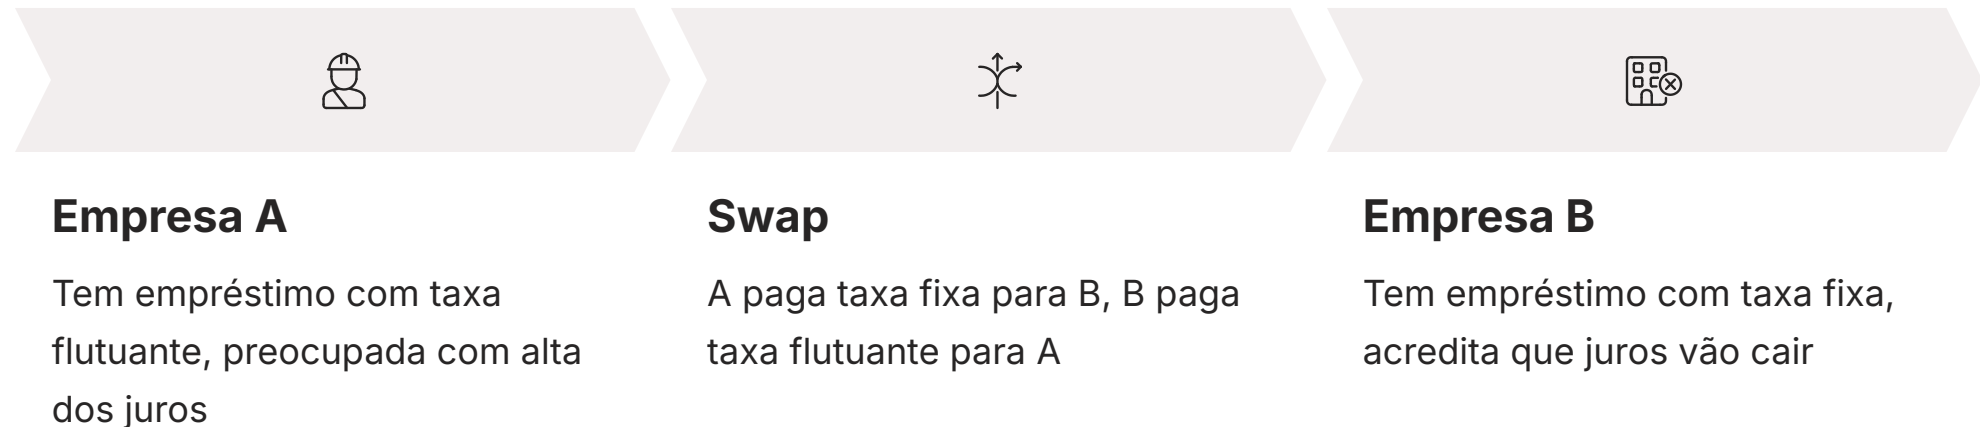 Empresa A
Tem empréstimo com taxa
flutuante, preocupada com alta
dos juros
Swap
A paga taxa fixa para B, B paga
taxa flutuante para A
Empresa B
Tem empréstimo com taxa fixa,
acredita que juros vão cair